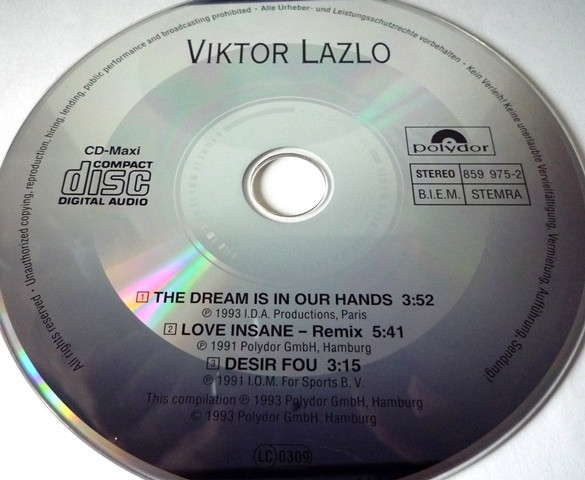 All rights reserved · Unauthorized copying, reproduction, hiring, lending, public performance and broadcasting prohibited · Alle Urheber- und Leistungsschutzrechte vorbehalten · Kein Verleih! Keine unerlaubte Vervielfältigung, Vermietung, Aufführung, Sendung!
VIKTOR LAZLO
CD-Maxi
COMPACT
disc
DIGITAL AUDIO
polydor
STEREO 859 975-2
B.I.E.M. STEMRA
1 THE DREAM IS IN OUR HANDS 3:52
℗ 1993 I.D.A. Productions, Paris
2 LOVE INSANE – Remix 5:41
℗ 1991 Polydor GmbH, Hamburg
3 DESIR FOU 3:15
℗ 1991 I.O.M. For Sports B. V.
This compilation ℗ 1993 Polydor GmbH, Hamburg
© 1993 Polydor GmbH, Hamburg
LC 0309